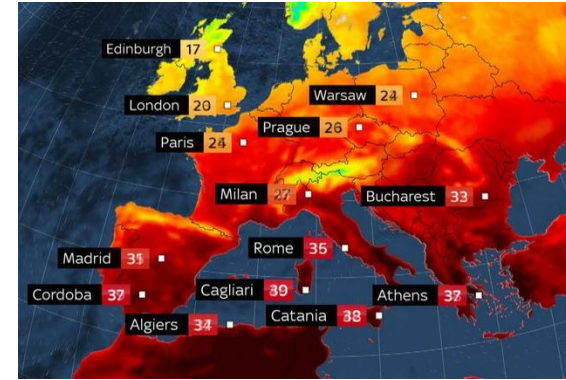 Edinburgh 17
London 20
Warsaw 24
Prague 26
Paris 24
Milan 27
Bucharest 33
Rome 35
Madrid
Cordoba 37
Cagliari 39
Athens
Catania 38
Algiers 34